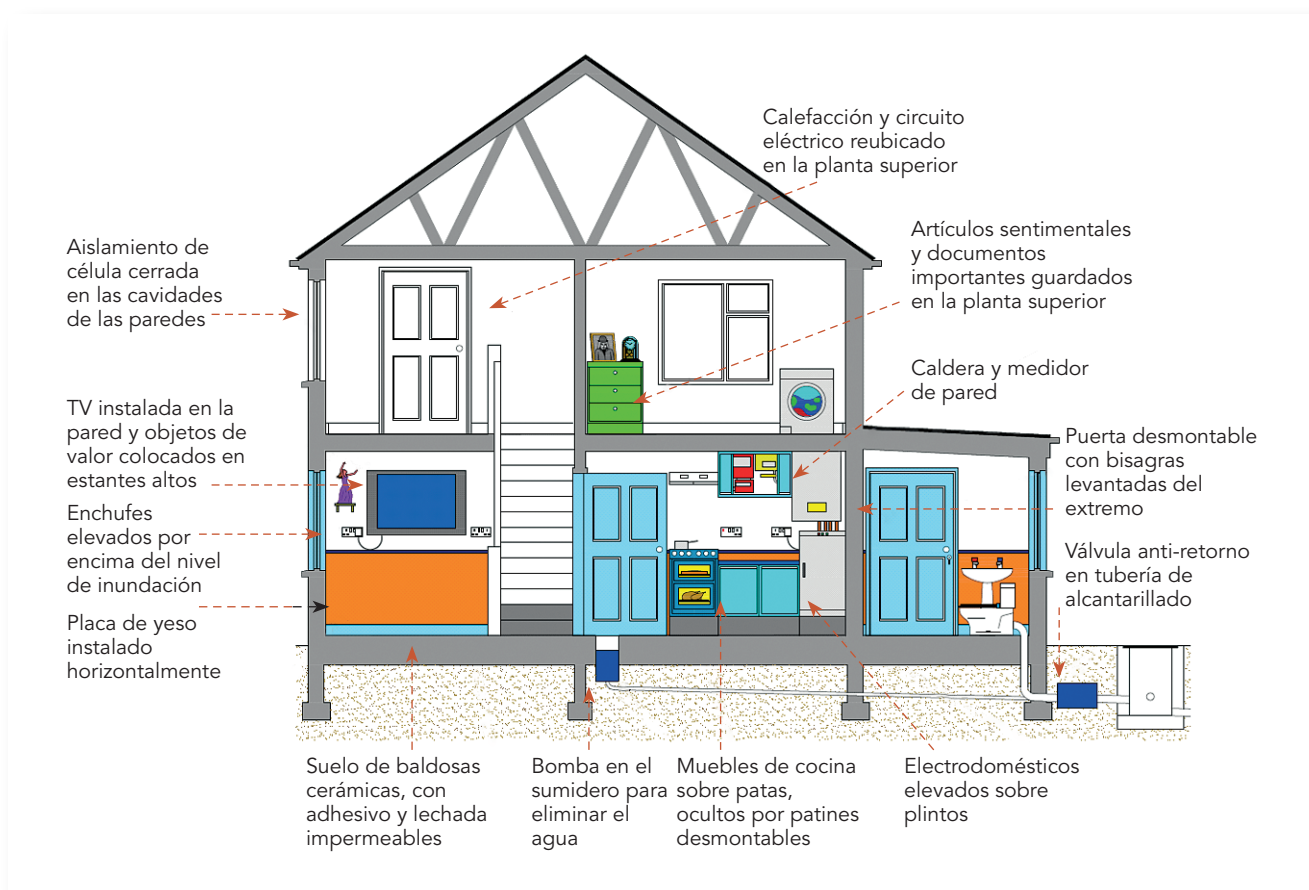 Calefacción y circuito
eléctrico reubicado
en la planta superior
Artículos sentimentales
y documentos
importantes guardados
en la planta superior
Aislamiento de
célula cerrada
en las cavidades
de las paredes
Caldera y medidor
de pared
TV instalada en la
pared y objetos de
valor colocados en
estantes altos
Puerta desmontable
con bisagras
levantadas del
extremo
Enchufes
elevados por
encima del nivel
de inundación
Válvula anti-retorno
en tubería de
alcantarillado
Placa de yeso
instalado
horizontalmente
Suelo de baldosas
cerámicas, con
adhesivo y lechada
impermeables
Bomba en el
sumidero para
eliminar el
agua
Muebles de cocina
sobre patas,
ocultos por patines
desmontables
Electrodomésticos
elevados sobre
plintos